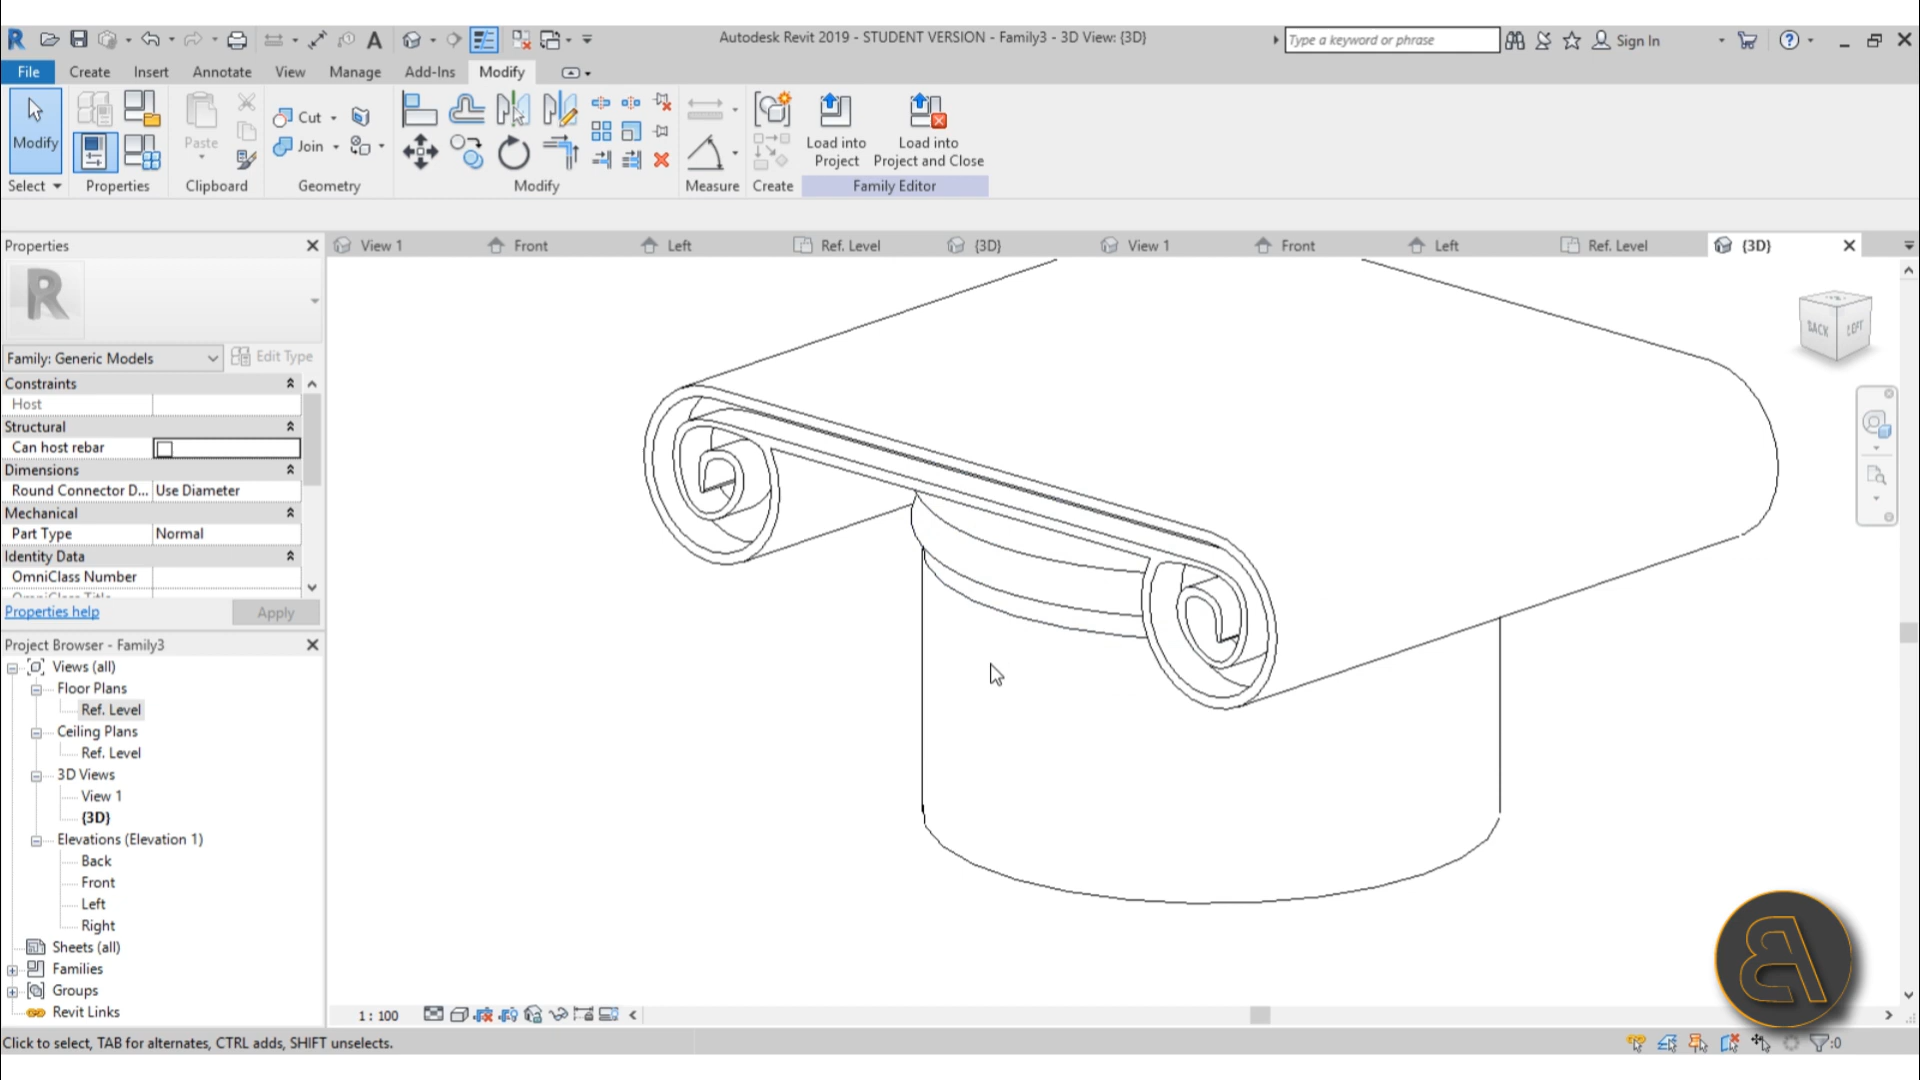 Autodesk Revit 2019 - STUDENT VERSION - Family3 - 3D View: {3D}
Type a keyword or phrase
Sign In
File
Create
Insert
Annotate
View
Manage
Add-Ins
Modify
Modify
Paste
Cut
Join
Load into
Project
Load into
Project and Close
Select
Properties
Clipboard
Geometry
Modify
Measure
Create
Family Editor
Properties
View 1
Front
Left
Ref. Level
{3D}
View 1
Front
Left
Ref. Level
{3D}
BACK
LEFT
Family: Generic Models
Edit Type
Constraints
Host
Structural
Can host rebar
Dimensions
Round Connector D... Use Diameter
Mechanical
Part Type Normal
Identity Data
OmniClass Number
OmniClass Title
Properties help
Apply
Project Browser - Family3
Views (all)
Floor Plans
Ref. Level
Ceiling Plans
Ref. Level
3D Views
View 1
{3D}
Elevations (Elevation 1)
Back
Front
Left
Right
Sheets (all)
Families
Groups
Revit Links
1 : 100
Click to select, TAB for alternates, CTRL adds, SHIFT unselects.
:0